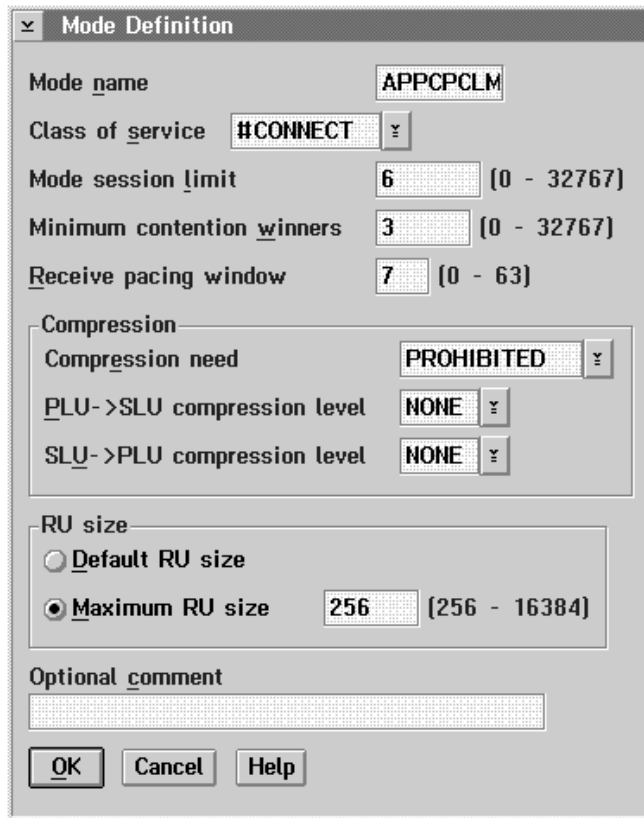 Mode Definition
Mode name APPCPCLM
Class of service #CONNECT
Mode session limit 6 (0 - 32767)
Minimum contention winners 3 (0 - 32767)
Receive pacing window 7 (0 - 63)
Compression
Compression need PROHIBITED
PLU->SLU compression level NONE
SLU->PLU compression level NONE
RU size
Default RU size
Maximum RU size 256 (256 - 16384)
Optional comment
OK Cancel Help